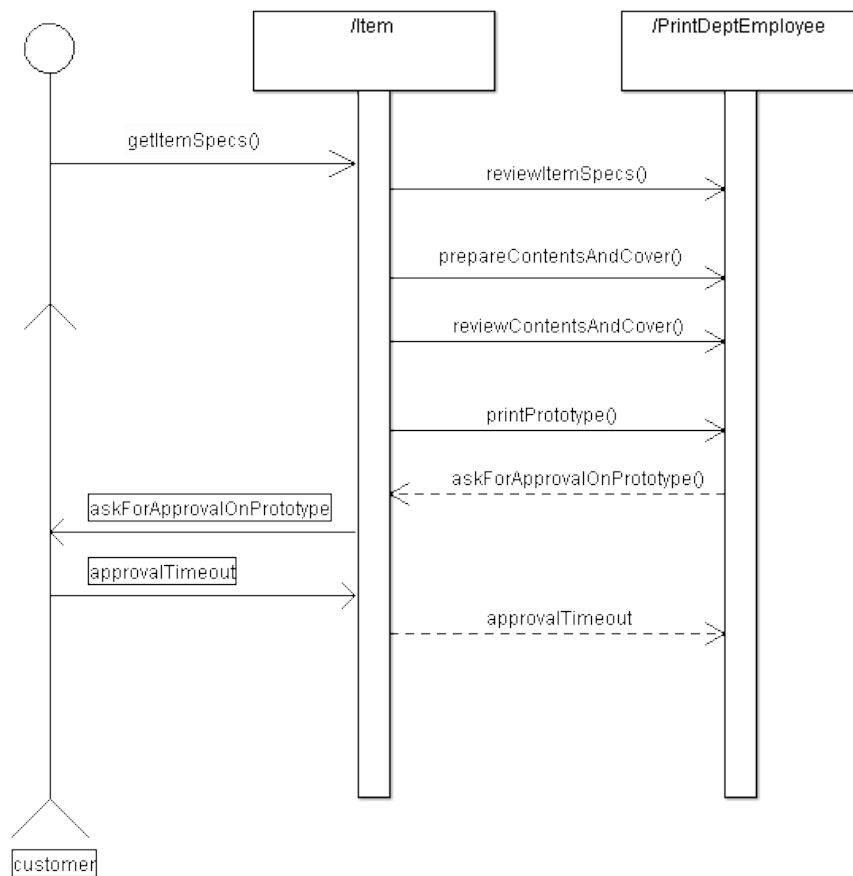 /Item
/PrintDeptEmployee
getItemSpecs()
reviewItemSpecs()
prepareContentsAndCover()
reviewContentsAndCover()
printPrototype()
askForApprovalOnPrototype()
askForApprovalOnPrototype
approvalTimeout
approvalTimeout
customer